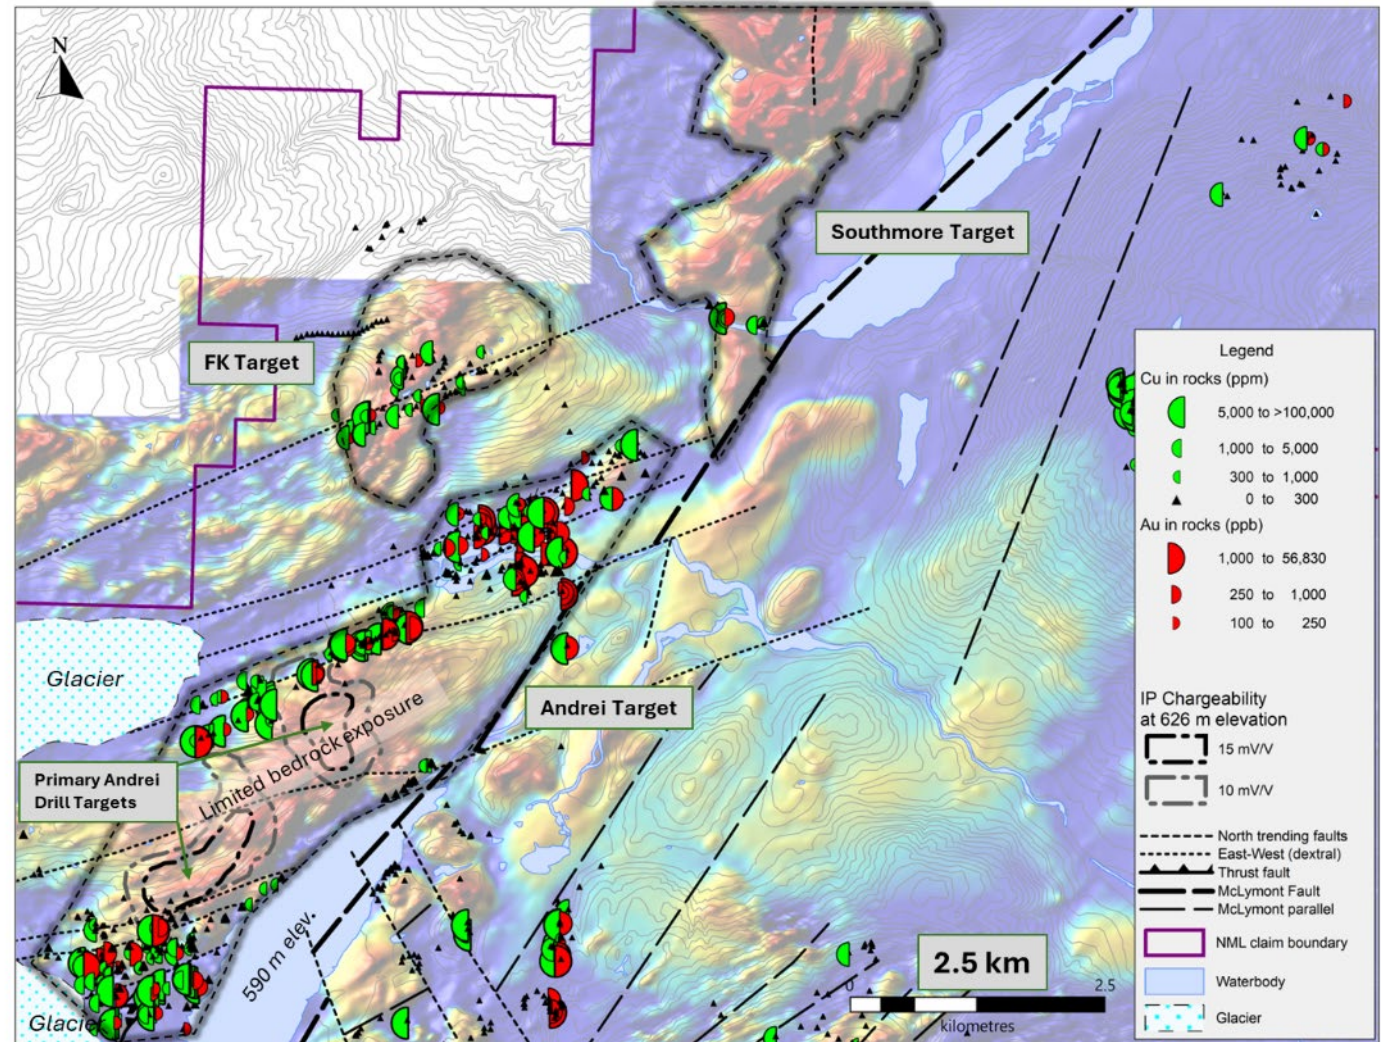 N
Southmore Target
FK Target
Glacier
Andrei Target
Limited bedrock exposure
Primary Andrei
Drill Targets
590 m elev.
Glacier
2.5 km
0
2.5
kilometres
Legend
Cu in rocks (ppm)
5,000 to >100,000
1,000 to 5,000
300 to 1,000
0 to 300
Au in rocks (ppb)
1,000 to 56,830
250 to 1,000
100 to 250
IP Chargeability
at 626 m elevation
15 mV/V
10 mV/V
North trending faults
East-West (dextral)
Thrust fault
McLymont Fault
McLymont parallel
NML claim boundary
Waterbody
Glacier